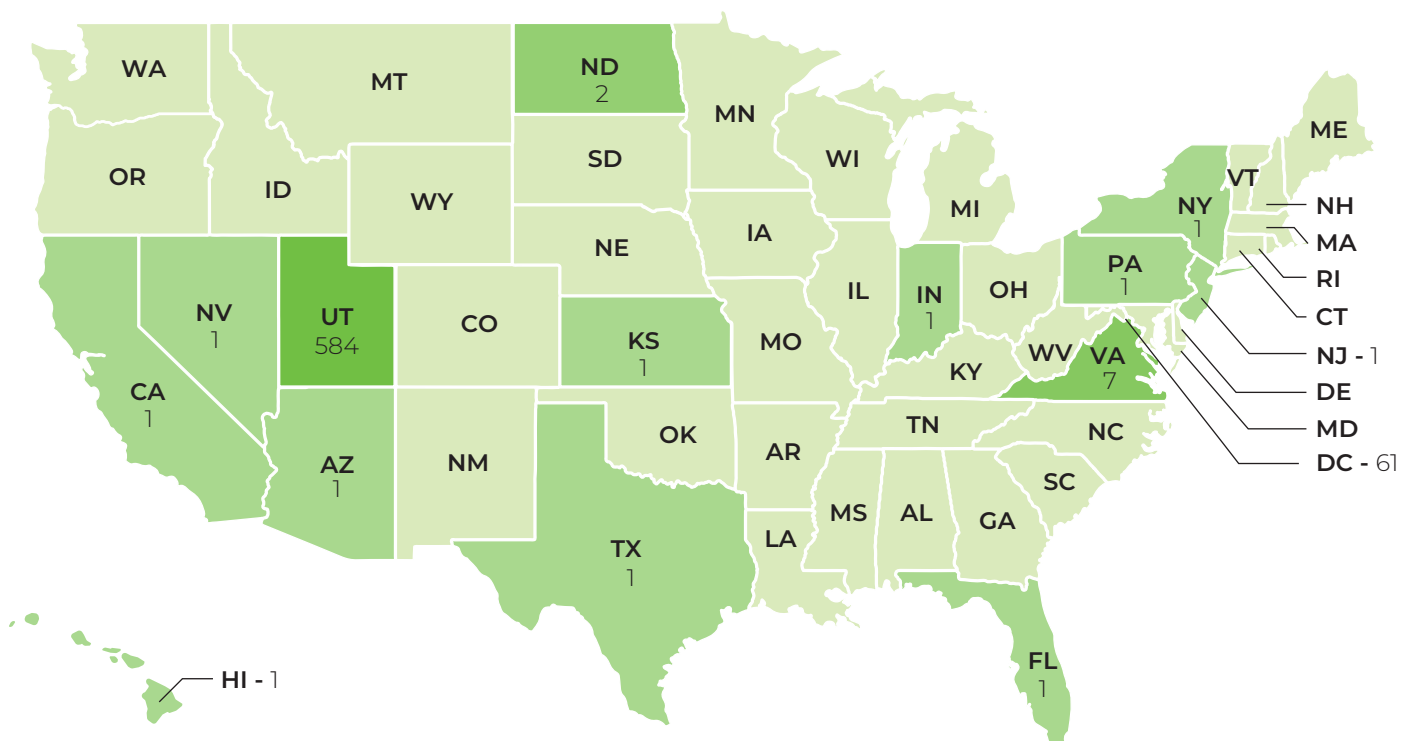 WA
MT
ND
2
MN
ME
OR
ID
SD
WI
VT
WY
MI
NY
1
NH
MA
NE
IA
PA
1
RI
NV
1
UT
584
CO
KS
1
MO
IL
IN
1
OH
CT
WV
VA
7
NJ - 1
CA
1
KY
DE
MD
AZ
1
NM
OK
AR
TN
NC
DC - 61
SC
MS
AL
GA
LA
TX
1
FL
1
HI - 1